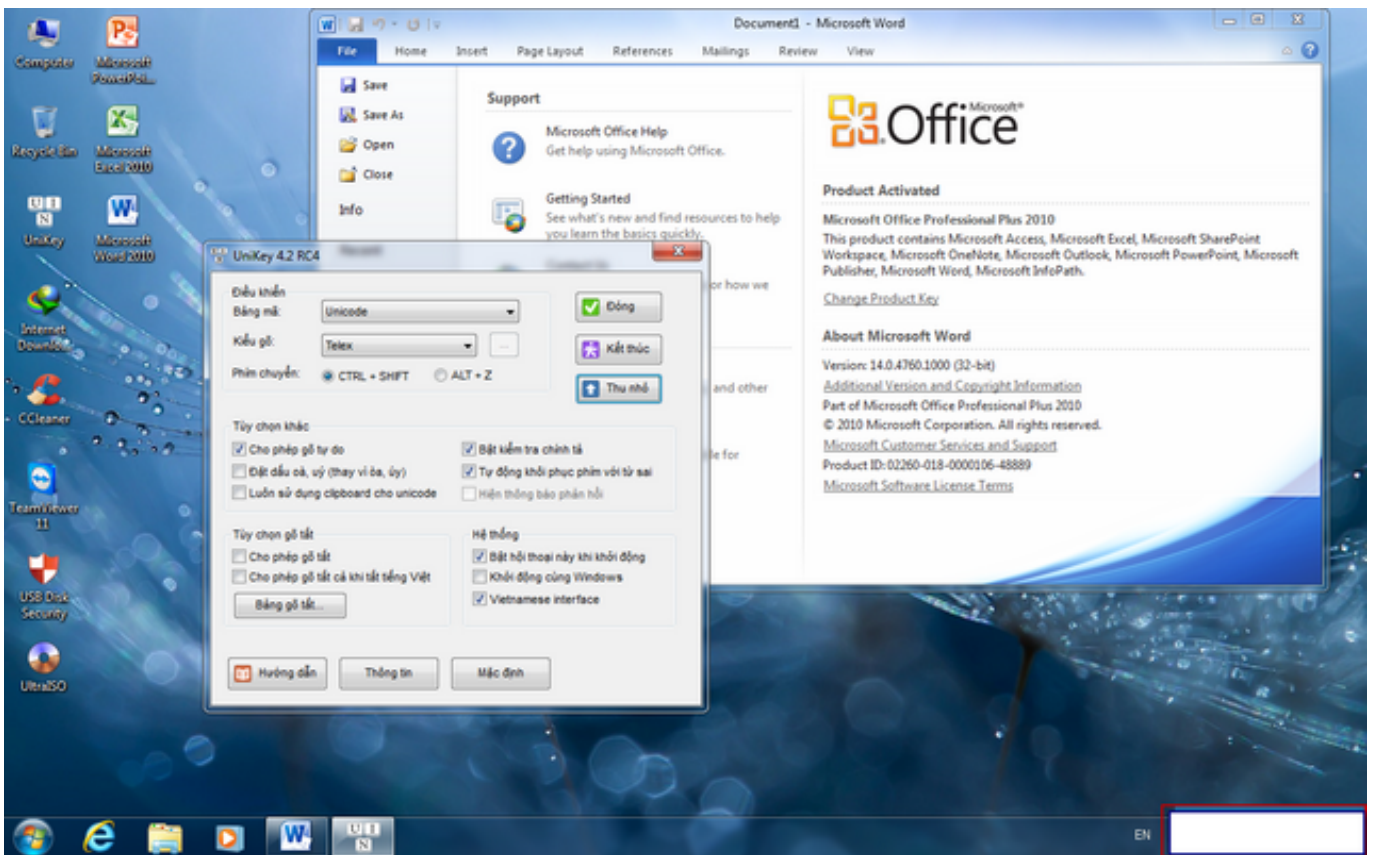 Document1 - Microsoft Word
File Home Insert Page Layout References Mailings Review View
Computer
Microsoft PowerPoi...
Recycle Bin
Microsoft Excel 2010
UniKey
Microsoft Word 2010
Internet Downlo...
CCleaner
TeamViewer 11
USB Disk Security
UltraISO
Save
Save As
Open
Close
Info
Recent
Support
Microsoft Office Help
Get help using Microsoft Office.
Getting Started
See what's new and find resources to help
you learn the basics quickly.
Contact Us
or how we
and other
le for
Microsoft®
Office
Product Activated
Microsoft Office Professional Plus 2010
This product contains Microsoft Access, Microsoft Excel, Microsoft SharePoint
Workspace, Microsoft OneNote, Microsoft Outlook, Microsoft PowerPoint, Microsoft
Publisher, Microsoft Word, Microsoft InfoPath.
Change Product Key
About Microsoft Word
Version: 14.0.4760.1000 (32-bit)
Additional Version and Copyright Information
Part of Microsoft Office Professional Plus 2010
© 2010 Microsoft Corporation. All rights reserved.
Microsoft Customer Services and Support
Product ID: 02260-018-0000106-48889
Microsoft Software License Terms
UniKey 4.2 RC4
Điều khiển
Bảng mã: Unicode
Kiểu gõ: Telex ...
Phím chuyển: CTRL + SHIFT ALT + Z
Đóng
Kết thúc
Thu nhỏ
Tùy chọn khác
Cho phép gõ tự do
Đặt dấu oà, uý (thay vì òa, úy)
Luôn sử dụng clipboard cho unicode
Bật kiểm tra chính tả
Tự động khôi phục phím với từ sai
Hiện thông báo phản hồi
Tùy chọn gõ tắt
Cho phép gõ tắt
Cho phép gõ tắt cả khi tắt tiếng Việt
Bảng gõ tắt...
Hệ thống
Bật hội thoại này khi khởi động
Khởi động cùng Windows
Vietnamese interface
Hướng dẫn Thông tin Mặc định
EN